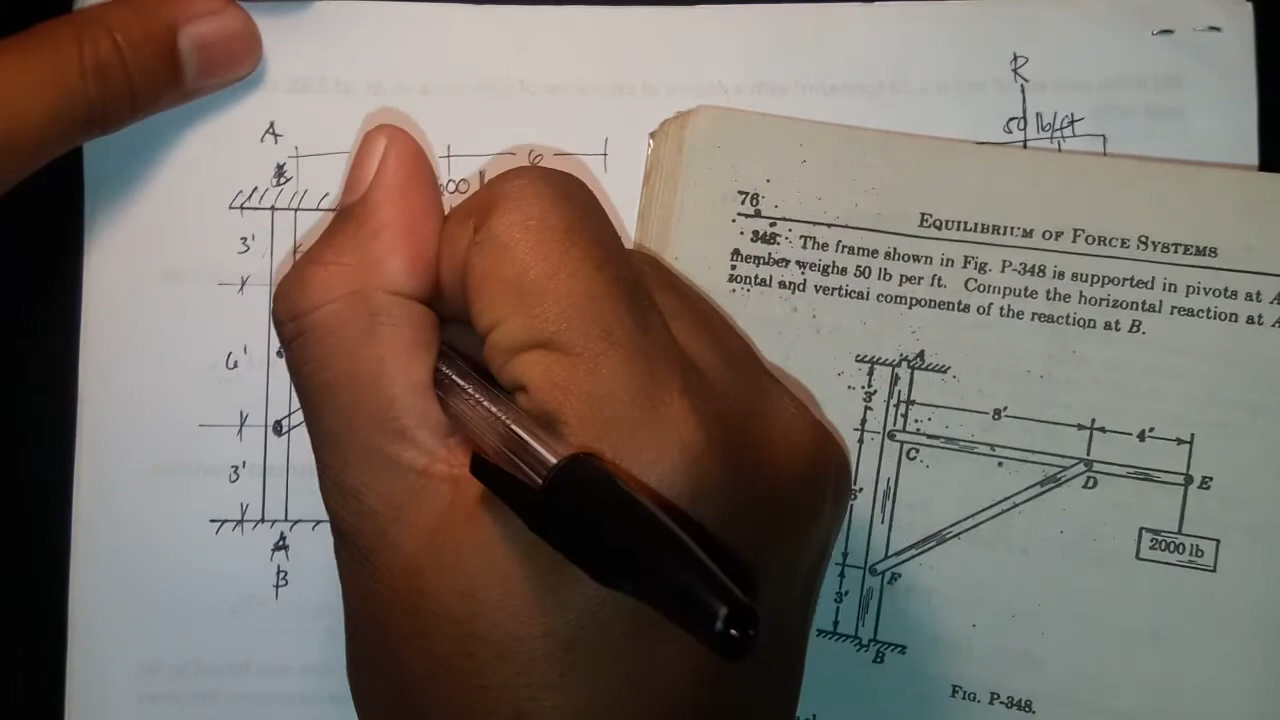 R
50 lb/ft
A
6
3'
6'
3'
A
B
76
EQUILIBRIUM OF FORCE SYSTEMS
348. The frame shown in Fig. P-348 is supported in pivots at A
member weighs 50 lb per ft. Compute the horizontal reaction at A
zontal and vertical components of the reaction at B.
A
3'
8'
4'
C
D
E
2000 lb
F
3'
B
FIG. P-348.